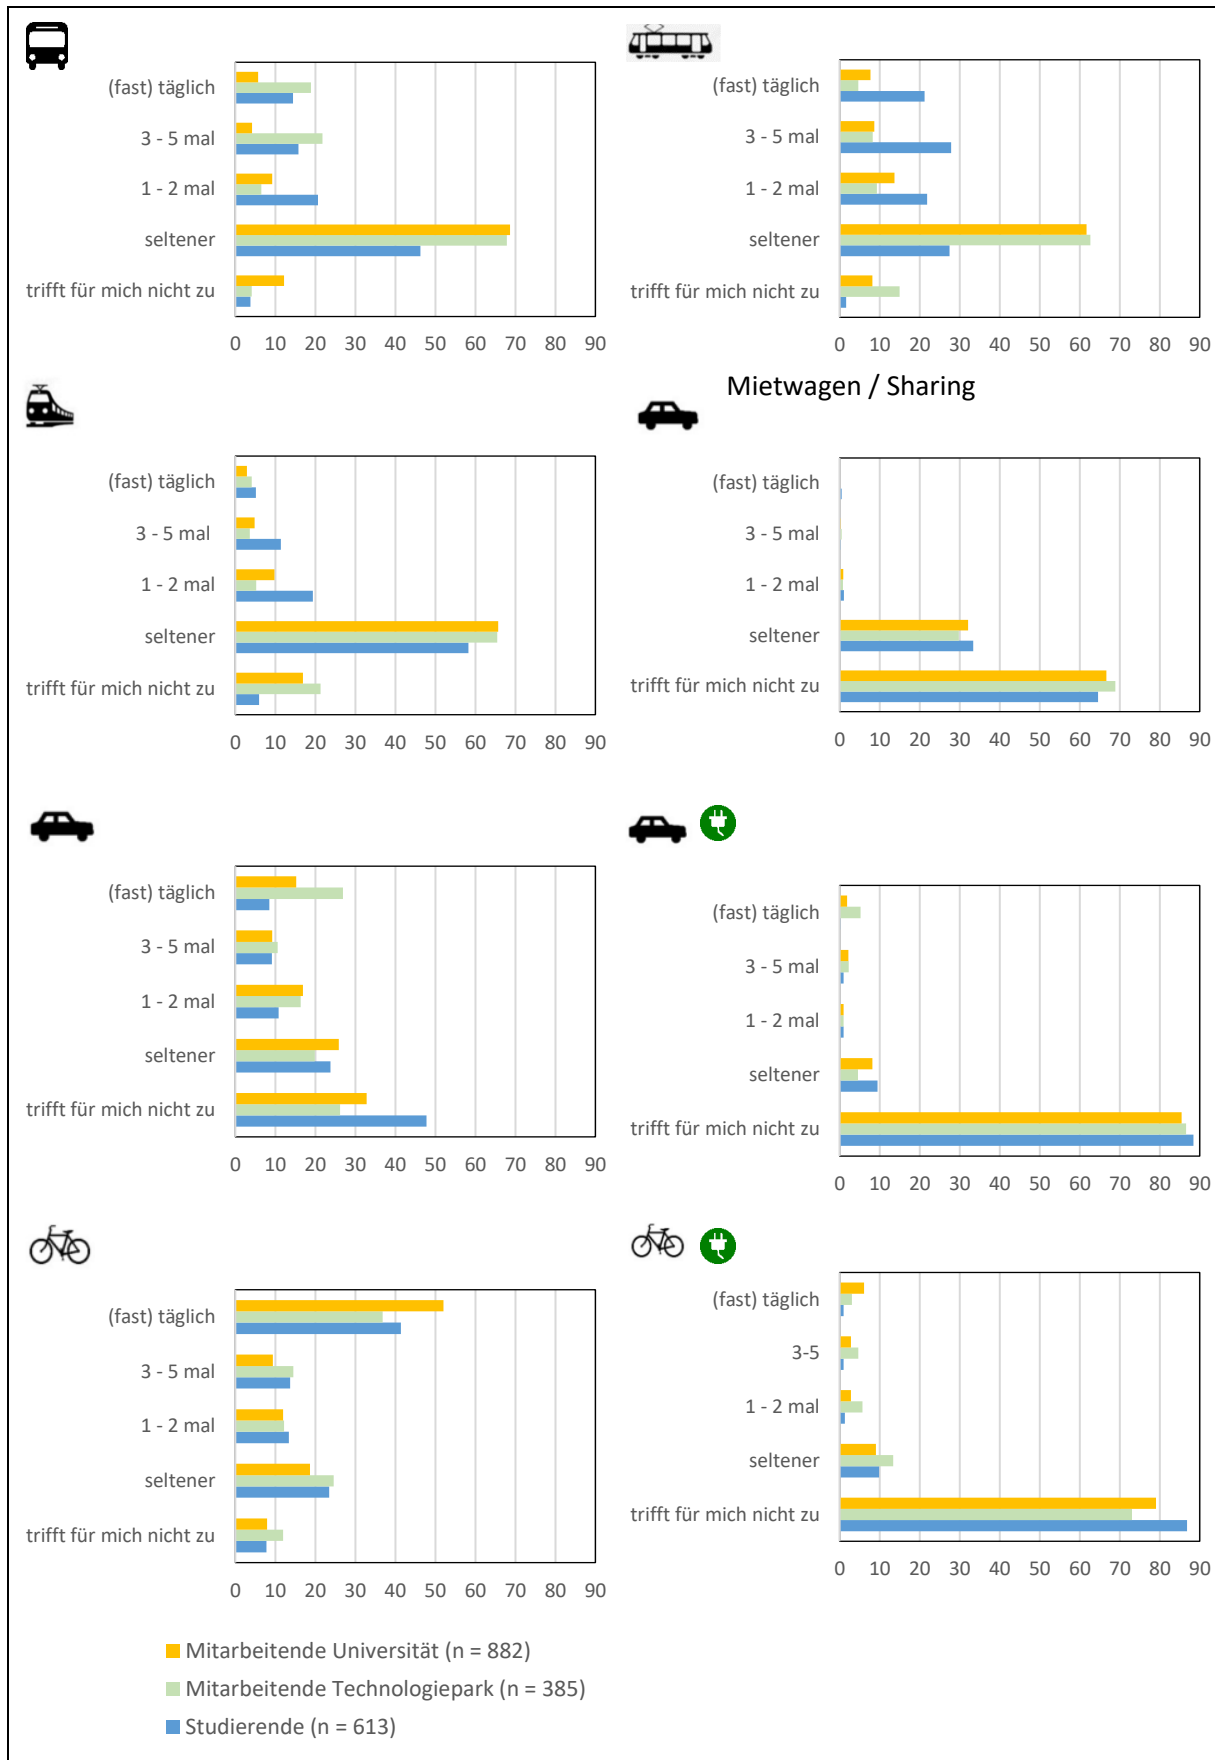 (fast) täglich
3 - 5 mal
1 - 2 mal
seltener
trifft für mich nicht zu
0 10 20 30 40 50 60 70 80 90
(fast) täglich
3 - 5 mal
1 - 2 mal
seltener
trifft für mich nicht zu
0 10 20 30 40 50 60 70 80 90
(fast) täglich
3 - 5 mal
1 - 2 mal
seltener
trifft für mich nicht zu
0 10 20 30 40 50 60 70 80 90
Mietwagen / Sharing
(fast) täglich
3 - 5 mal
1 - 2 mal
seltener
trifft für mich nicht zu
0 10 20 30 40 50 60 70 80 90
(fast) täglich
3 - 5 mal
1 - 2 mal
seltener
trifft für mich nicht zu
0 10 20 30 40 50 60 70 80 90
(fast) täglich
3 - 5 mal
1 - 2 mal
seltener
trifft für mich nicht zu
0 10 20 30 40 50 60 70 80 90
(fast) täglich
3 - 5 mal
1 - 2 mal
seltener
trifft für mich nicht zu
0 10 20 30 40 50 60 70 80 90
(fast) täglich
3-5
1 - 2 mal
seltener
trifft für mich nicht zu
0 10 20 30 40 50 60 70 80 90
Mitarbeitende Universität (n = 882)
Mitarbeitende Technologiepark (n = 385)
Studierende (n = 613)